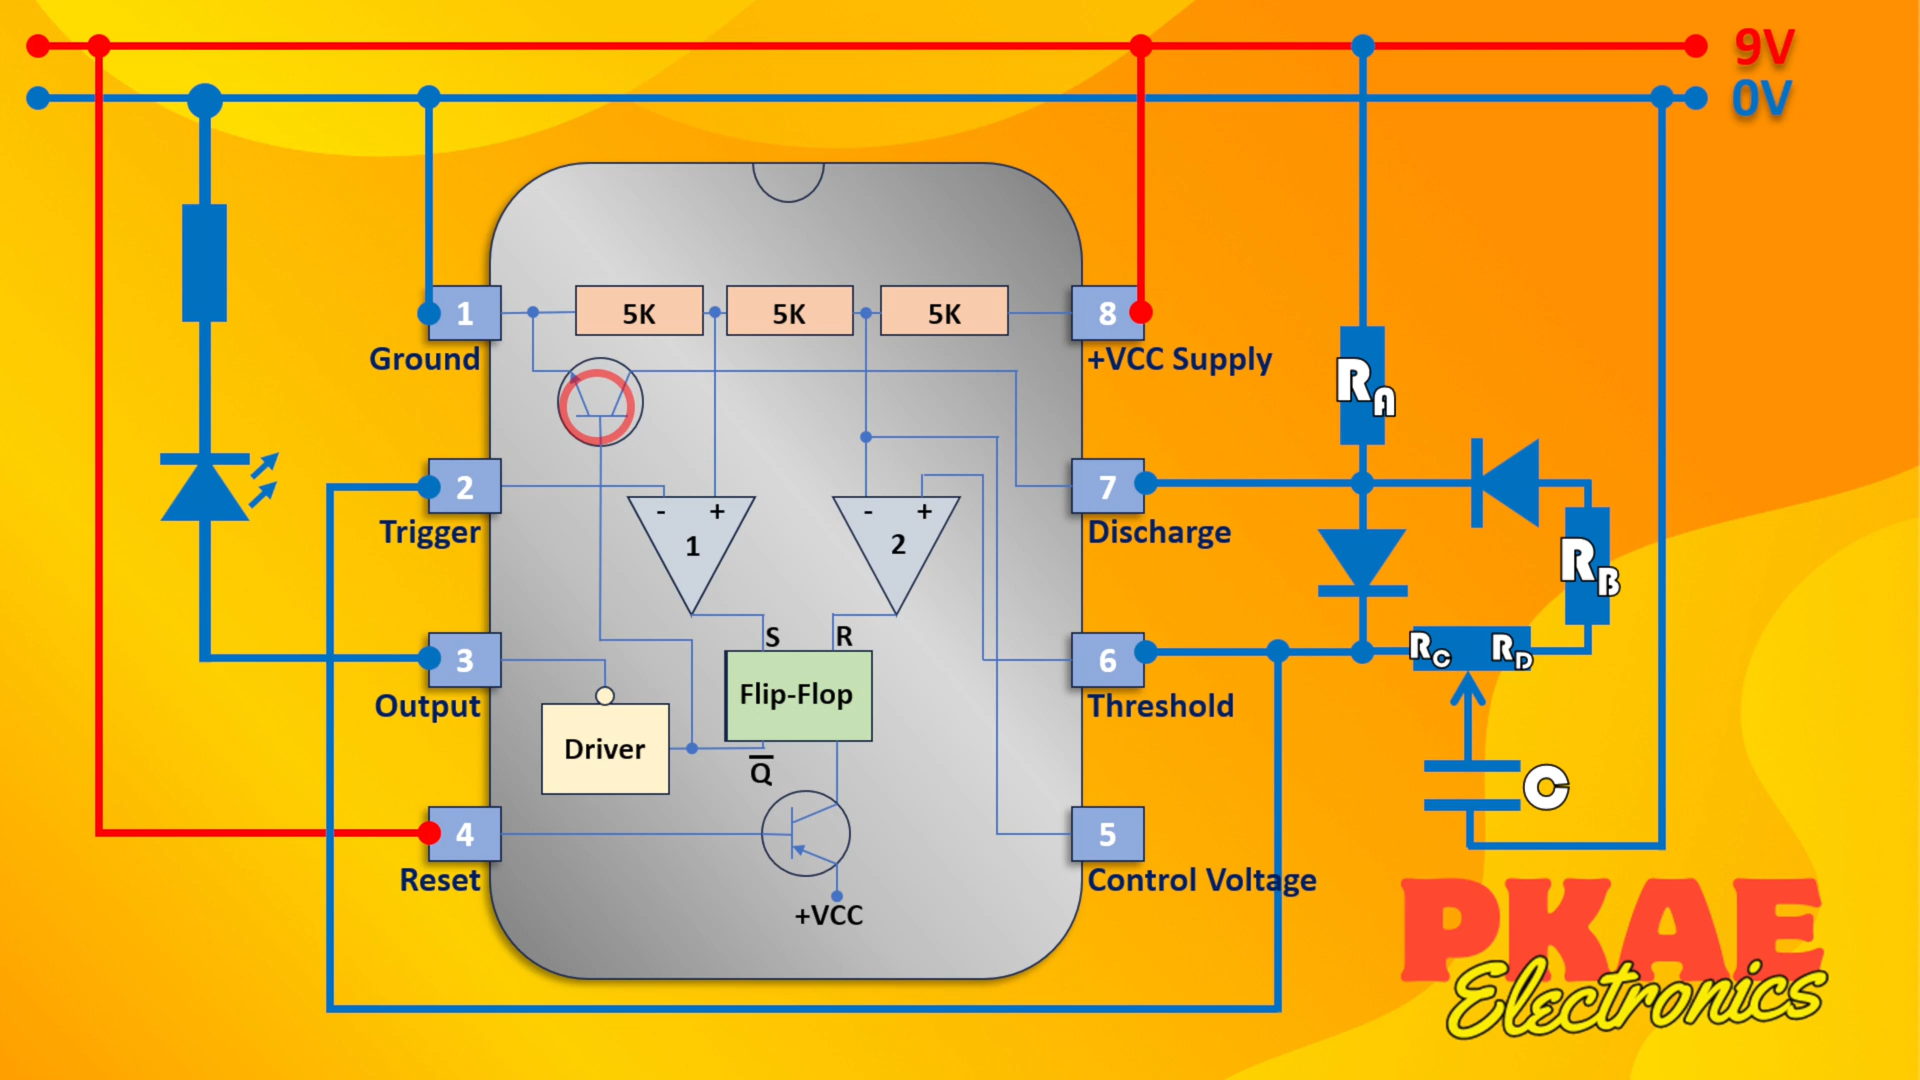 9V
0V
1
5K
5K
5K
8
Ground
+VCC Supply
RA
2
- +
1
- +
2
7
Trigger
Discharge
RB
S
R
3
6
RC
RD
Output
Flip-Flop
Threshold
Driver
Q
C
4
5
Reset
Control Voltage
+VCC
PKAE
Electronics